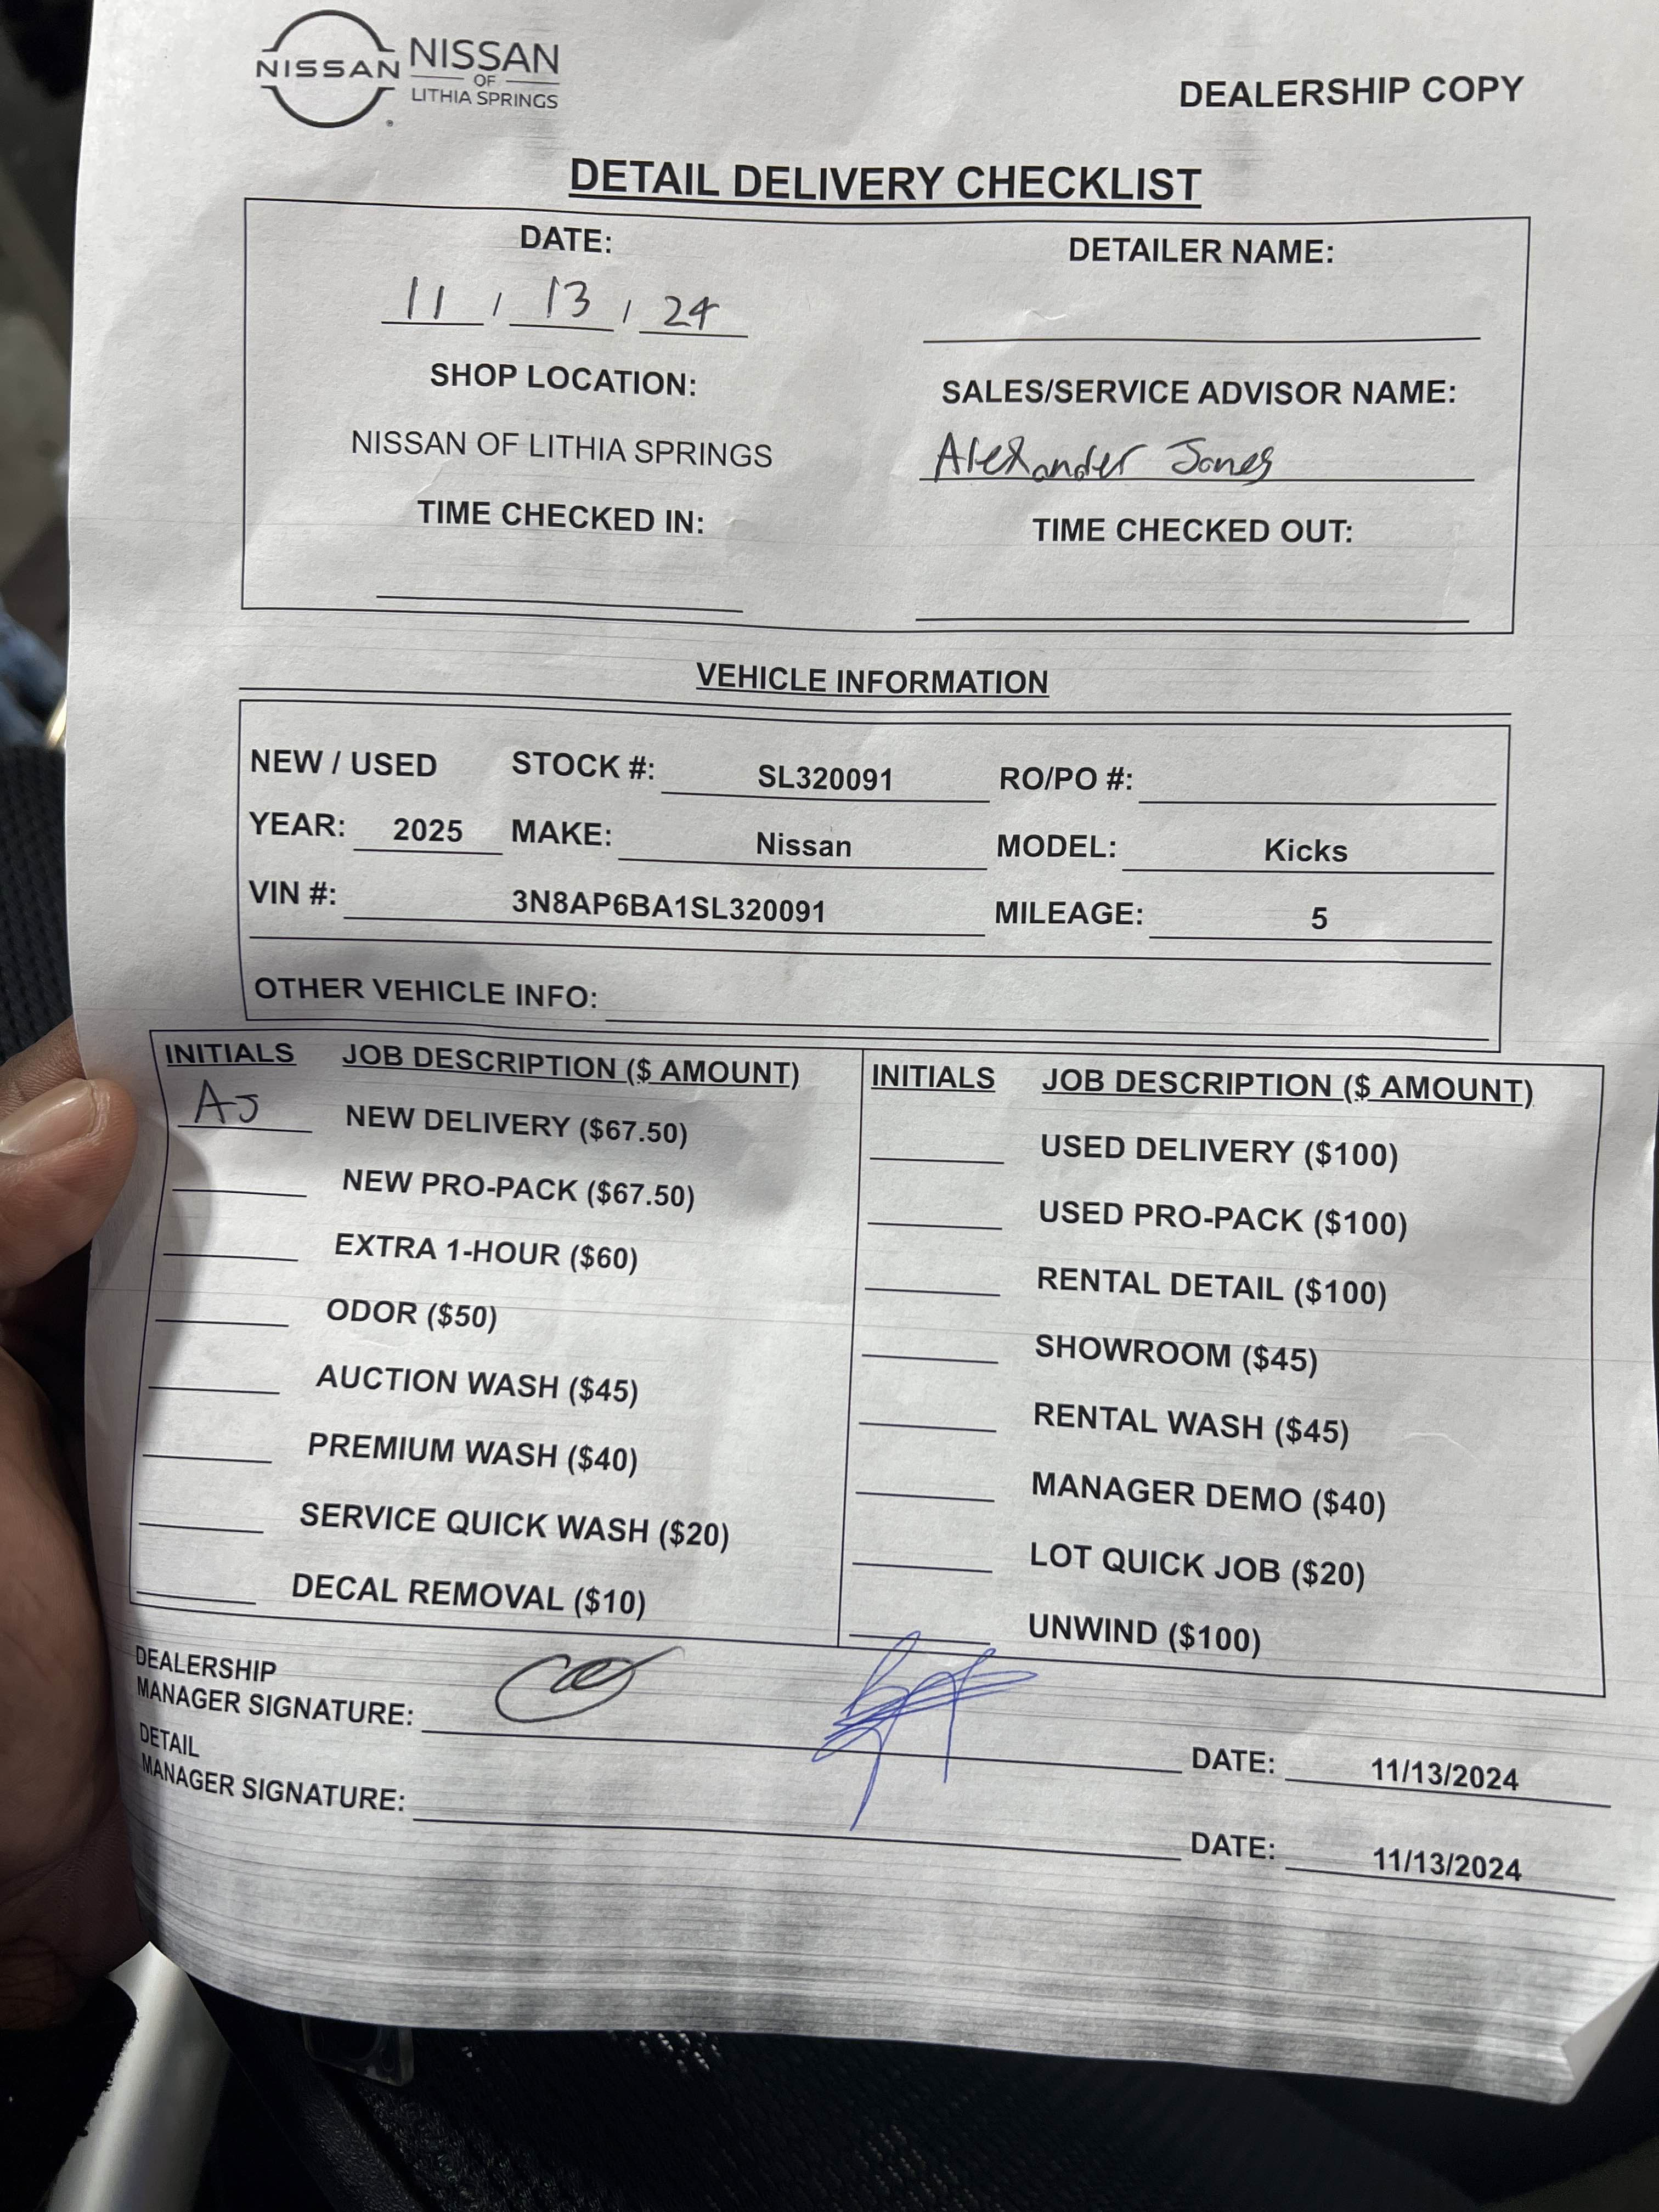 NISSAN
NISSAN
OF
LITHIA SPRINGS
DEALERSHIP COPY
DETAIL DELIVERY CHECKLIST
DATE:
11 / 13 / 24
DETAILER NAME:
SHOP LOCATION:
NISSAN OF LITHIA SPRINGS
SALES/SERVICE ADVISOR NAME:
Alexander Jones
TIME CHECKED IN:
TIME CHECKED OUT:
VEHICLE INFORMATION
NEW / USED STOCK #: SL320091 RO/PO #:
YEAR: 2025 MAKE: Nissan MODEL: Kicks
VIN #: 3N8AP6BA1SL320091 MILEAGE: 5
OTHER VEHICLE INFO:
INITIALS JOB DESCRIPTION ($ AMOUNT)
AJ NEW DELIVERY ($67.50)
NEW PRO-PACK ($67.50)
EXTRA 1-HOUR ($60)
ODOR ($50)
AUCTION WASH ($45)
PREMIUM WASH ($40)
SERVICE QUICK WASH ($20)
DECAL REMOVAL ($10)
INITIALS JOB DESCRIPTION ($ AMOUNT)
USED DELIVERY ($100)
USED PRO-PACK ($100)
RENTAL DETAIL ($100)
SHOWROOM ($45)
RENTAL WASH ($45)
MANAGER DEMO ($40)
LOT QUICK JOB ($20)
UNWIND ($100)
DEALERSHIP
MANAGER SIGNATURE: DATE: 11/13/2024
DETAIL
MANAGER SIGNATURE: DATE: 11/13/2024